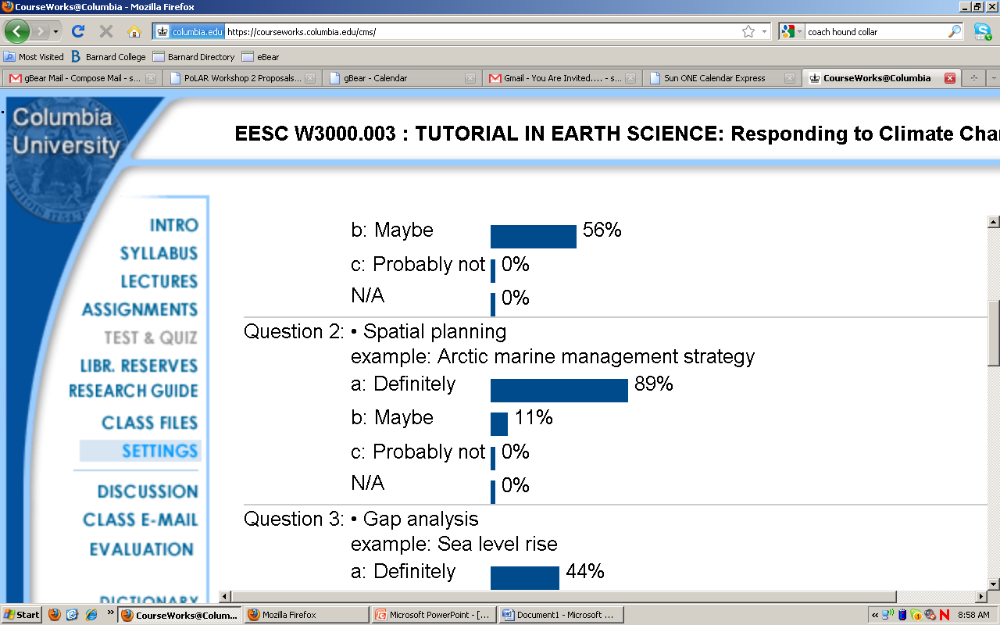 CourseWorks@Columbia - Mozilla Firefox
columbia.edu https://courseworks.columbia.edu/cms/
coach hound collar
Most Visited Barnard College Barnard Directory eBear
gBear Mail - Compose Mail - s... PoLAR Workshop 2 Proposals... gBear - Calendar Gmail - You Are Invited.... - s... Sun ONE Calendar Express CourseWorks@Columbia
Columbia
University
EESC W3000.003 : TUTORIAL IN EARTH SCIENCE: Responding to Climate Cha
INTRO
SYLLABUS
LECTURES
ASSIGNMENTS
TEST & QUIZ
LIBR. RESERVES
RESEARCH GUIDE
CLASS FILES
SETTINGS
DISCUSSION
CLASS E-MAIL
EVALUATION
DICTIONARY
b: Maybe 56%
c: Probably not 0%
N/A 0%
Question 2: • Spatial planning
example: Arctic marine management strategy
a: Definitely 89%
b: Maybe 11%
c: Probably not 0%
N/A 0%
Question 3: • Gap analysis
example: Sea level rise
a: Definitely 44%
Start » CourseWorks@Colum... Mozilla Firefox Microsoft PowerPoint - [... Document1 - Microsoft ... « 8:58 AM